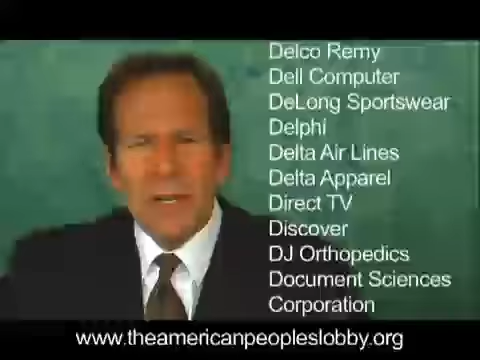 Delco Remy
Dell Computer
DeLong Sportswear
Delphi
Delta Air Lines
Delta Apparel
Direct TV
Discover
DJ Orthopedics
Document Sciences
Corporation
www.theamericanpeopleslobby.org